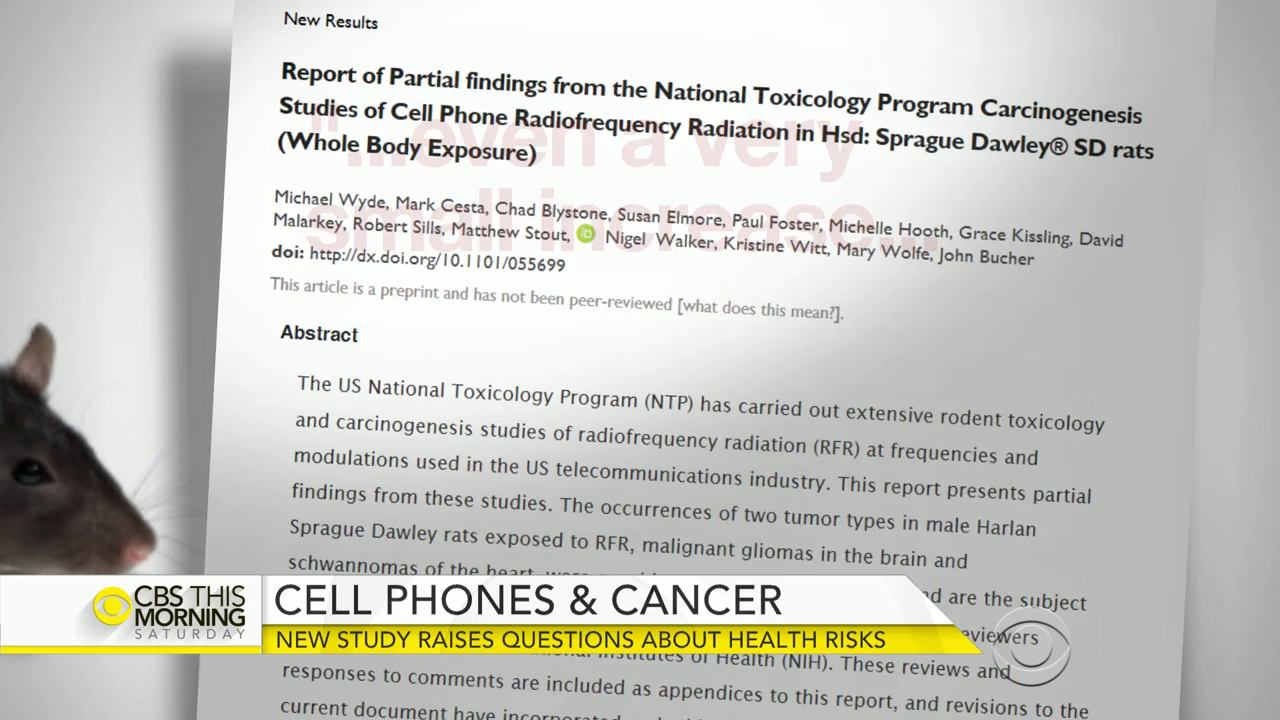 New Results
Report of Partial findings from the National Toxicology Program Carcinogenesis
Studies of Cell Phone Radiofrequency Radiation in Hsd: Sprague Dawley® SD rats
(Whole Body Exposure)
"...even a very
small increase...
Michael Wyde, Mark Cesta, Chad Blystone, Susan Elmore, Paul Foster, Michelle Hooth, Grace Kissling, David
Malarkey, Robert Sills, Matthew Stout, iD Nigel Walker, Kristine Witt, Mary Wolfe, John Bucher
doi: http://dx.doi.org/10.1101/055699
This article is a preprint and has not been peer-reviewed [what does this mean?].
Abstract
The US National Toxicology Program (NTP) has carried out extensive rodent toxicology
and carcinogenesis studies of radiofrequency radiation (RFR) at frequencies and
modulations used in the US telecommunications industry. This report presents partial
findings from these studies. The occurrences of two tumor types in male Harlan
Sprague Dawley rats exposed to RFR, malignant gliomas in the brain and
schwannomas of the heart,
are the subject
Institutes of Health (NIH). These reviews and
responses to comments are included as appendices to this report, and revisions to the
current document have
CBS THIS
MORNING
SATURDAY
CELL PHONES & CANCER
NEW STUDY RAISES QUESTIONS ABOUT HEALTH RISKS